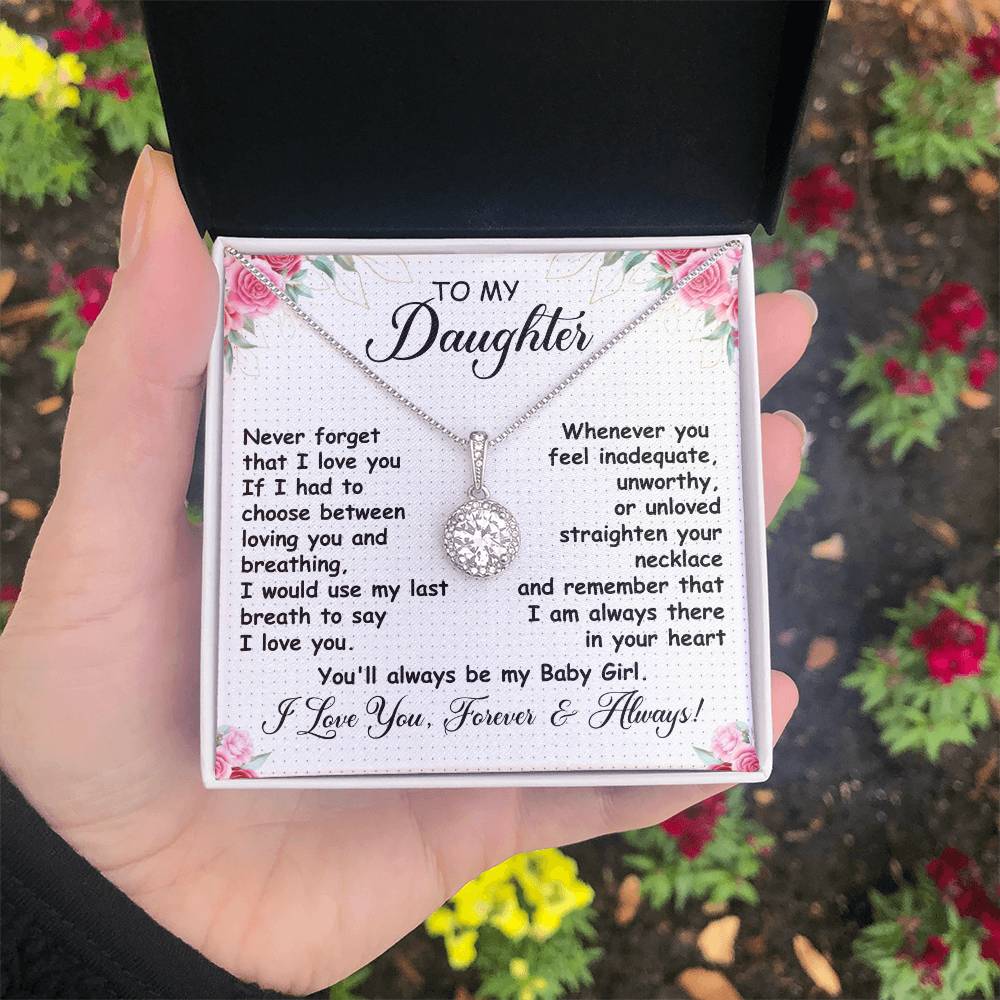 TO MY
Daughter
Never forget
that I love you
If I had to
choose between
loving you and
breathing,
I would use my last
breath to say
I love you.
Whenever you
feel inadequate,
unworthy,
or unloved
straighten your
necklace
and remember that
I am always there
in your heart
You'll always be my Baby Girl.
I Love You, Forever & Always!